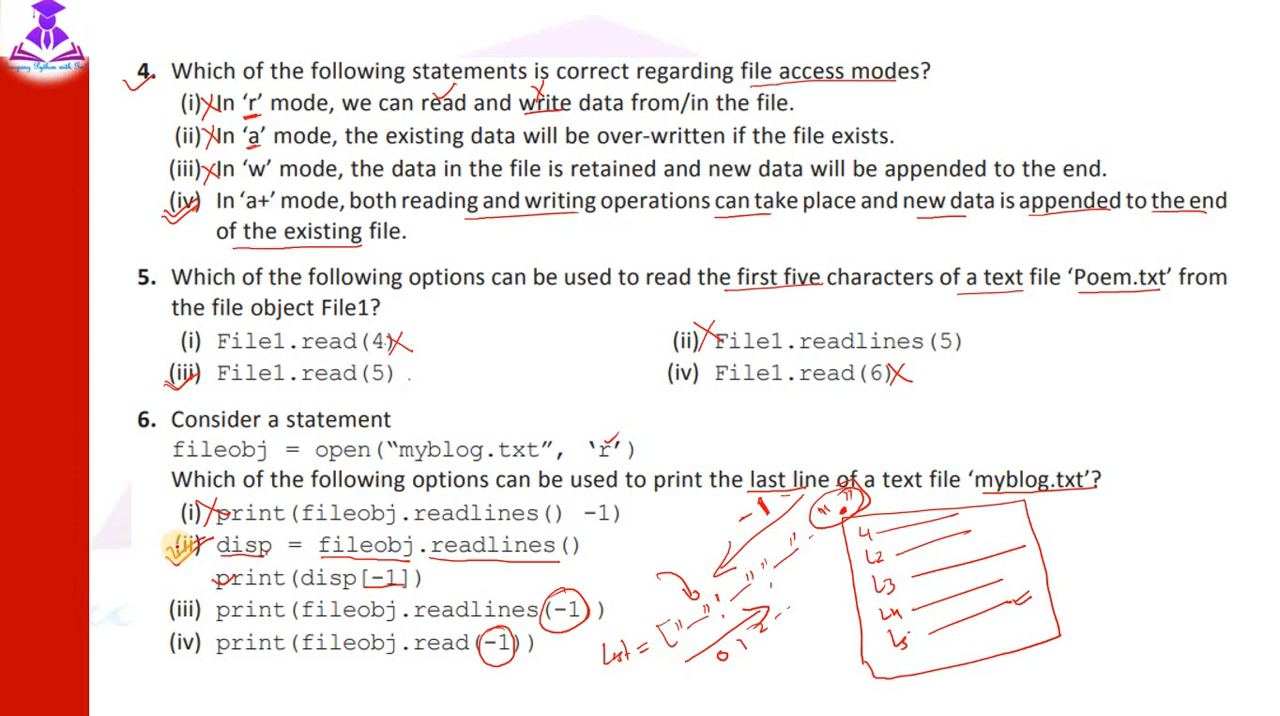 4. Which of the following statements is correct regarding file access modes?
(i) In ‘r’ mode, we can read and write data from/in the file.
(ii) In ‘a’ mode, the existing data will be over-written if the file exists.
(iii) In ‘w’ mode, the data in the file is retained and new data will be appended to the end.
(iv) In ‘a+’ mode, both reading and writing operations can take place and new data is appended to the end
of the existing file.
5. Which of the following options can be used to read the first five characters of a text file ‘Poem.txt’ from
the file object File1?
(i) File1.read(4)
(ii) File1.readlines(5)
(iii) File1.read(5)
(iv) File1.read(6)
6. Consider a statement
fileobj = open(“myblog.txt”, ‘r’)
Which of the following options can be used to print the last line of a text file ‘myblog.txt’?
(i) print(fileobj.readlines() -1)
(ii) disp = fileobj.readlines()
print(disp[-1])
(iii) print(fileobj.readlines(-1))
(iv) print(fileobj.read(-1))
-1
L2
L3
L4
L5
0 1 2